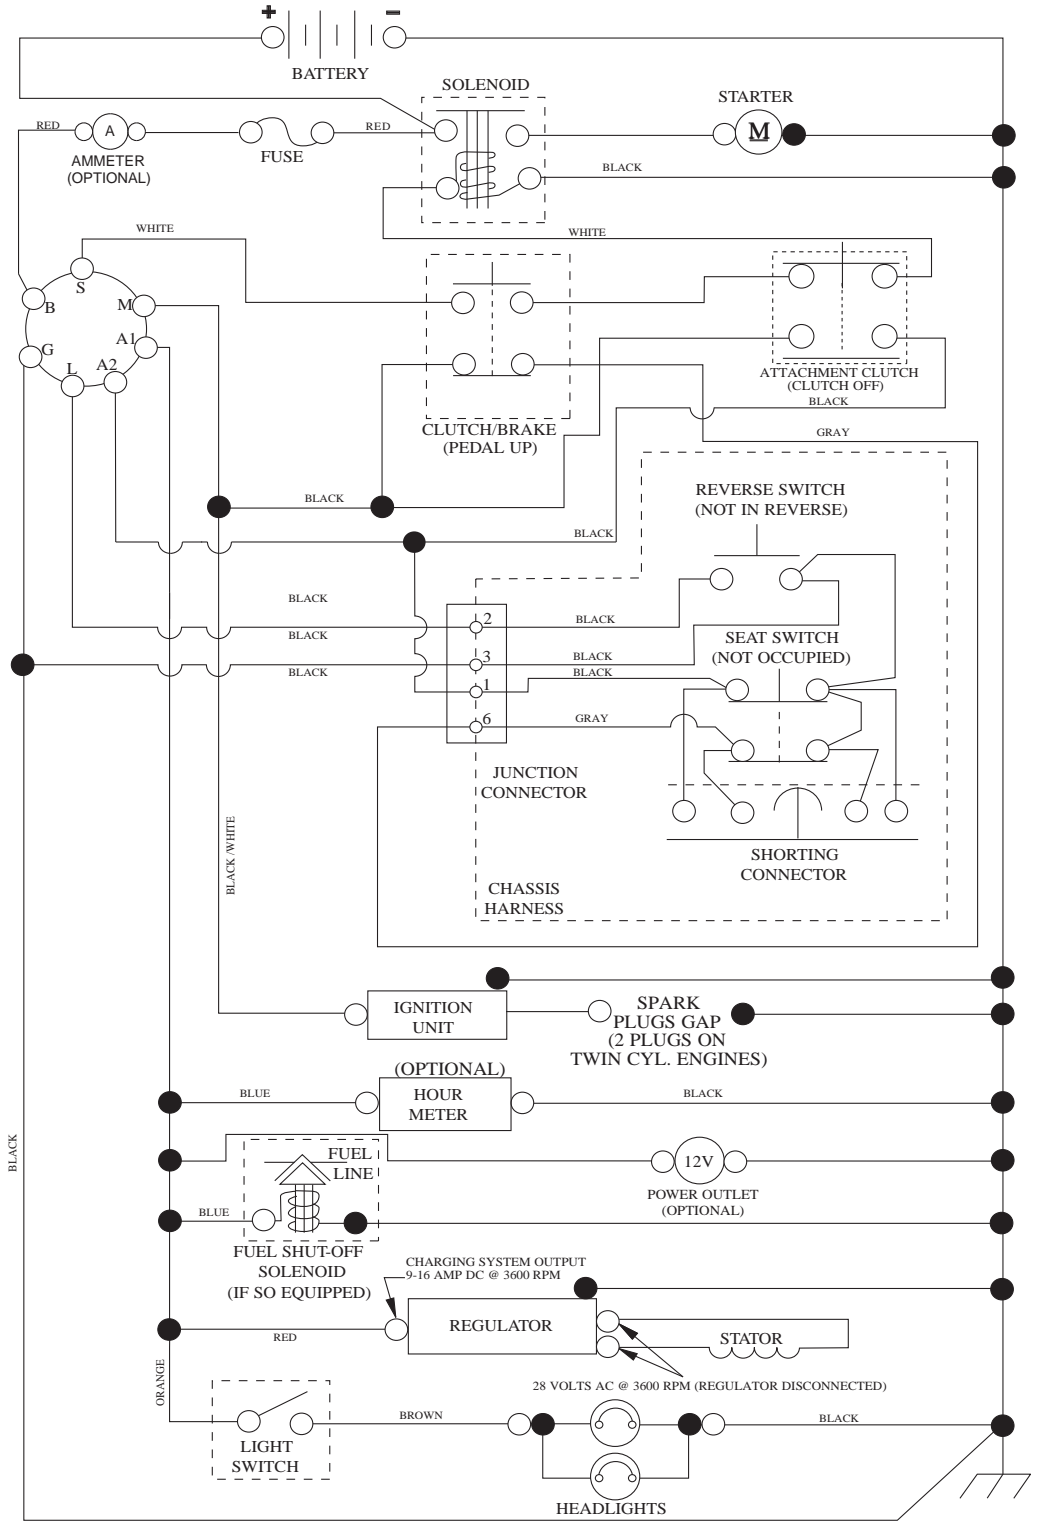 + –
BATTERY
SOLENOID
STARTER
RED
A
RED
M
AMMETER
(OPTIONAL)
FUSE
BLACK
WHITE
WHITE
S
B
M
A1
G
L
A2
ATTACHMENT CLUTCH
(CLUTCH OFF)
BLACK
CLUTCH/BRAKE
(PEDAL UP)
GRAY
BLACK
REVERSE SWITCH
(NOT IN REVERSE)
BLACK
BLACK
2
BLACK
BLACK
SEAT SWITCH
(NOT OCCUPIED)
3
BLACK
BLACK
BLACK
1
6
GRAY
JUNCTION
CONNECTOR
BLACK /WHITE
SHORTING
CONNECTOR
CHASSIS
HARNESS
IGNITION
UNIT
SPARK
PLUGS GAP
(2 PLUGS ON
TWIN CYL. ENGINES)
(OPTIONAL)
HOUR
METER
BLUE
BLACK
BLACK
FUEL
LINE
12V
POWER OUTLET
(OPTIONAL)
BLUE
FUEL SHUT-OFF
SOLENOID
(IF SO EQUIPPED)
CHARGING SYSTEM OUTPUT
9-16 AMP DC @ 3600 RPM
REGULATOR
RED
STATOR
ORANGE
28 VOLTS AC @ 3600 RPM (REGULATOR DISCONNECTED)
BROWN
BLACK
LIGHT
SWITCH
HEADLIGHTS